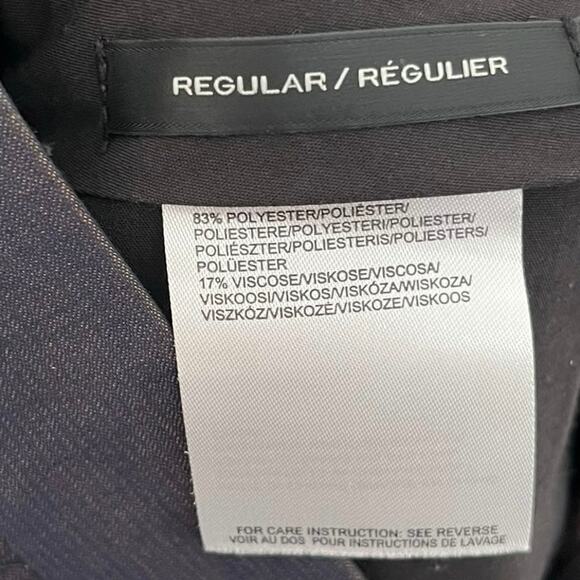 REGULAR / RÉGULIER
83% POLYESTER/POLIÉSTER/
POLIESTERE/POLYESTERI/POLIESTER/
POLIÉSZTER/POLIESTERIS/POLIESTERS/
POLÜESTER
17% VISCOSE/VISKOSE/VISCOSA/
VISKOOSI/VISKOS/VISKÓZA/WISKOZA/
VISZKÓZ/VISKOZĖ/VISKOZE/VISKOOS
FOR CARE INSTRUCTION: SEE REVERSE
VOIR AU DOS POUR INSTRUCTIONS DE LAVAGE